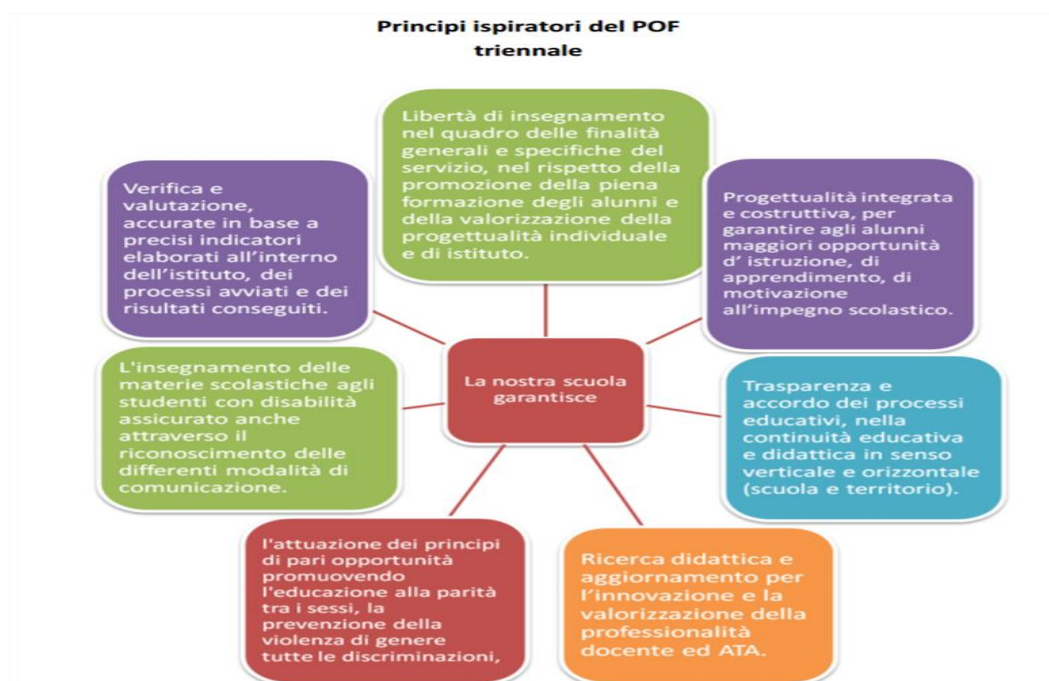 Principi ispiratori del POF
triennale
Libertà di insegnamento
nel quadro delle finalità
generali e specifiche del
servizio, nel rispetto della
promozione della piena
formazione degli alunni e
della valorizzazione della
progettualità individuale
e di istituto.
Progettualità integrata
e costruttiva, per
garantire agli alunni
maggiori opportunità
d' istruzione, di
apprendimento, di
motivazione
all'impegno scolastico.
Trasparenza e
accordo dei processi
educativi, nella
continuità educativa
e didattica in senso
verticale e orizzontale
(scuola e territorio).
Ricerca didattica e
aggiornamento per
l'innovazione e la
valorizzazione della
professionalità
docente ed ATA.
l'attuazione dei principi
di pari opportunità
promuovendo
l'educazione alla parità
tra i sessi, la
prevenzione della
violenza di genere
tutte le discriminazioni,
L'insegnamento delle
materie scolastiche agli
studenti con disabilità
assicurato anche
attraverso il
riconoscimento delle
differenti modalità di
comunicazione.
Verifica e
valutazione,
accurate in base a
precisi indicatori
elaborati all'interno
dell'istituto, dei
processi avviati e dei
risultati conseguiti.
La nostra scuola
garantisce